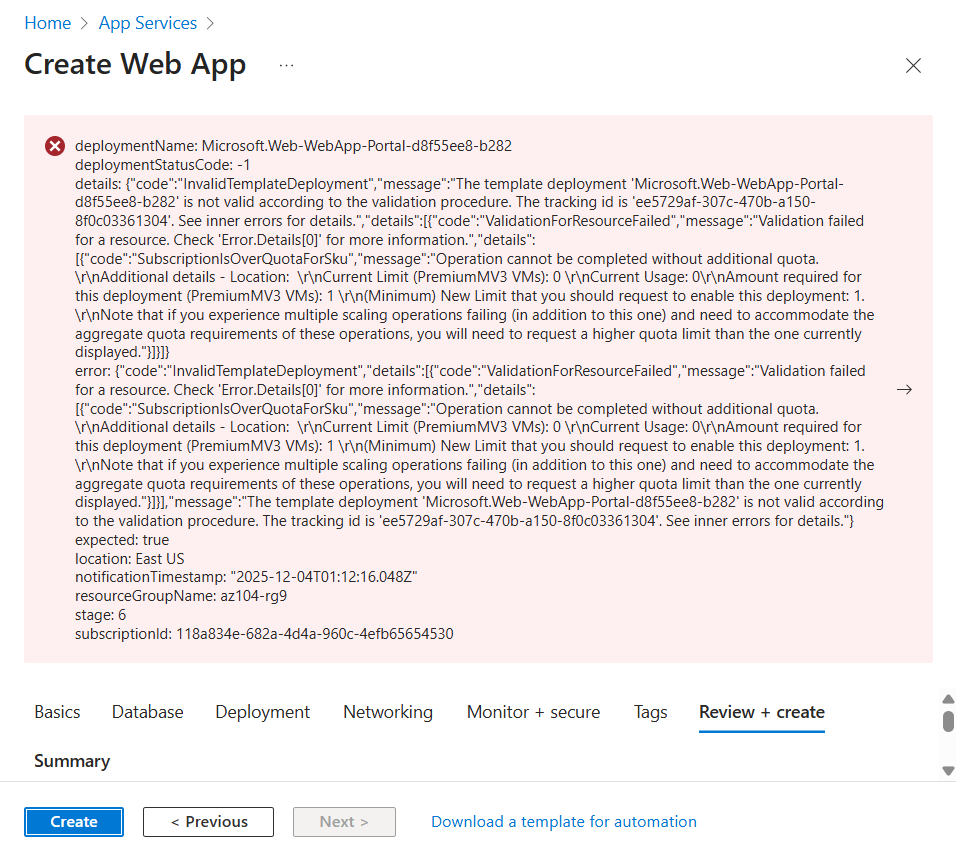 Home > App Services >
Create Web App ...
deploymentName: Microsoft.Web-WebApp-Portal-d8f55ee8-b282
deploymentStatusCode: -1
details: {"code":"InvalidTemplateDeployment","message":"The template deployment 'Microsoft.Web-WebApp-Portal-
d8f55ee8-b282' is not valid according to the validation procedure. The tracking id is 'ee5729af-307c-470b-a150-
8f0c03361304'. See inner errors for details.","details":[{"code":"ValidationForResourceFailed","message":"Validation failed
for a resource. Check 'Error.Details[0]' for more information.","details":
[{"code":"SubscriptionIsOverQuotaForSku","message":"Operation cannot be completed without additional quota.
\r\nAdditional details - Location:  \r\nCurrent Limit (PremiumMV3 VMs): 0 \r\nCurrent Usage: 0\r\nAmount required for
this deployment (PremiumMV3 VMs): 1 \r\n(Minimum) New Limit that you should request to enable this deployment: 1.
\r\nNote that if you experience multiple scaling operations failing (in addition to this one) and need to accommodate the
aggregate quota requirements of these operations, you will need to request a higher quota limit than the one currently
displayed."}]}]}
error: {"code":"InvalidTemplateDeployment","details":[{"code":"ValidationForResourceFailed","message":"Validation failed
for a resource. Check 'Error.Details[0]' for more information.","details":
[{"code":"SubscriptionIsOverQuotaForSku","message":"Operation cannot be completed without additional quota.
\r\nAdditional details - Location:  \r\nCurrent Limit (PremiumMV3 VMs): 0 \r\nCurrent Usage: 0\r\nAmount required for
this deployment (PremiumMV3 VMs): 1 \r\n(Minimum) New Limit that you should request to enable this deployment: 1.
\r\nNote that if you experience multiple scaling operations failing (in addition to this one) and need to accommodate the
aggregate quota requirements of these operations, you will need to request a higher quota limit than the one currently
displayed."}]}],"message":"The template deployment 'Microsoft.Web-WebApp-Portal-d8f55ee8-b282' is not valid according
to the validation procedure. The tracking id is 'ee5729af-307c-470b-a150-8f0c03361304'. See inner errors for details."}
expected: true
location: East US
notificationTimestamp: "2025-12-04T01:12:16.048Z"
resourceGroupName: az104-rg9
stage: 6
subscriptionId: 118a834e-682a-4d4a-960c-4efb65654530
Basics Database Deployment Networking Monitor + secure Tags Review + create
Summary
Create < Previous Next > Download a template for automation